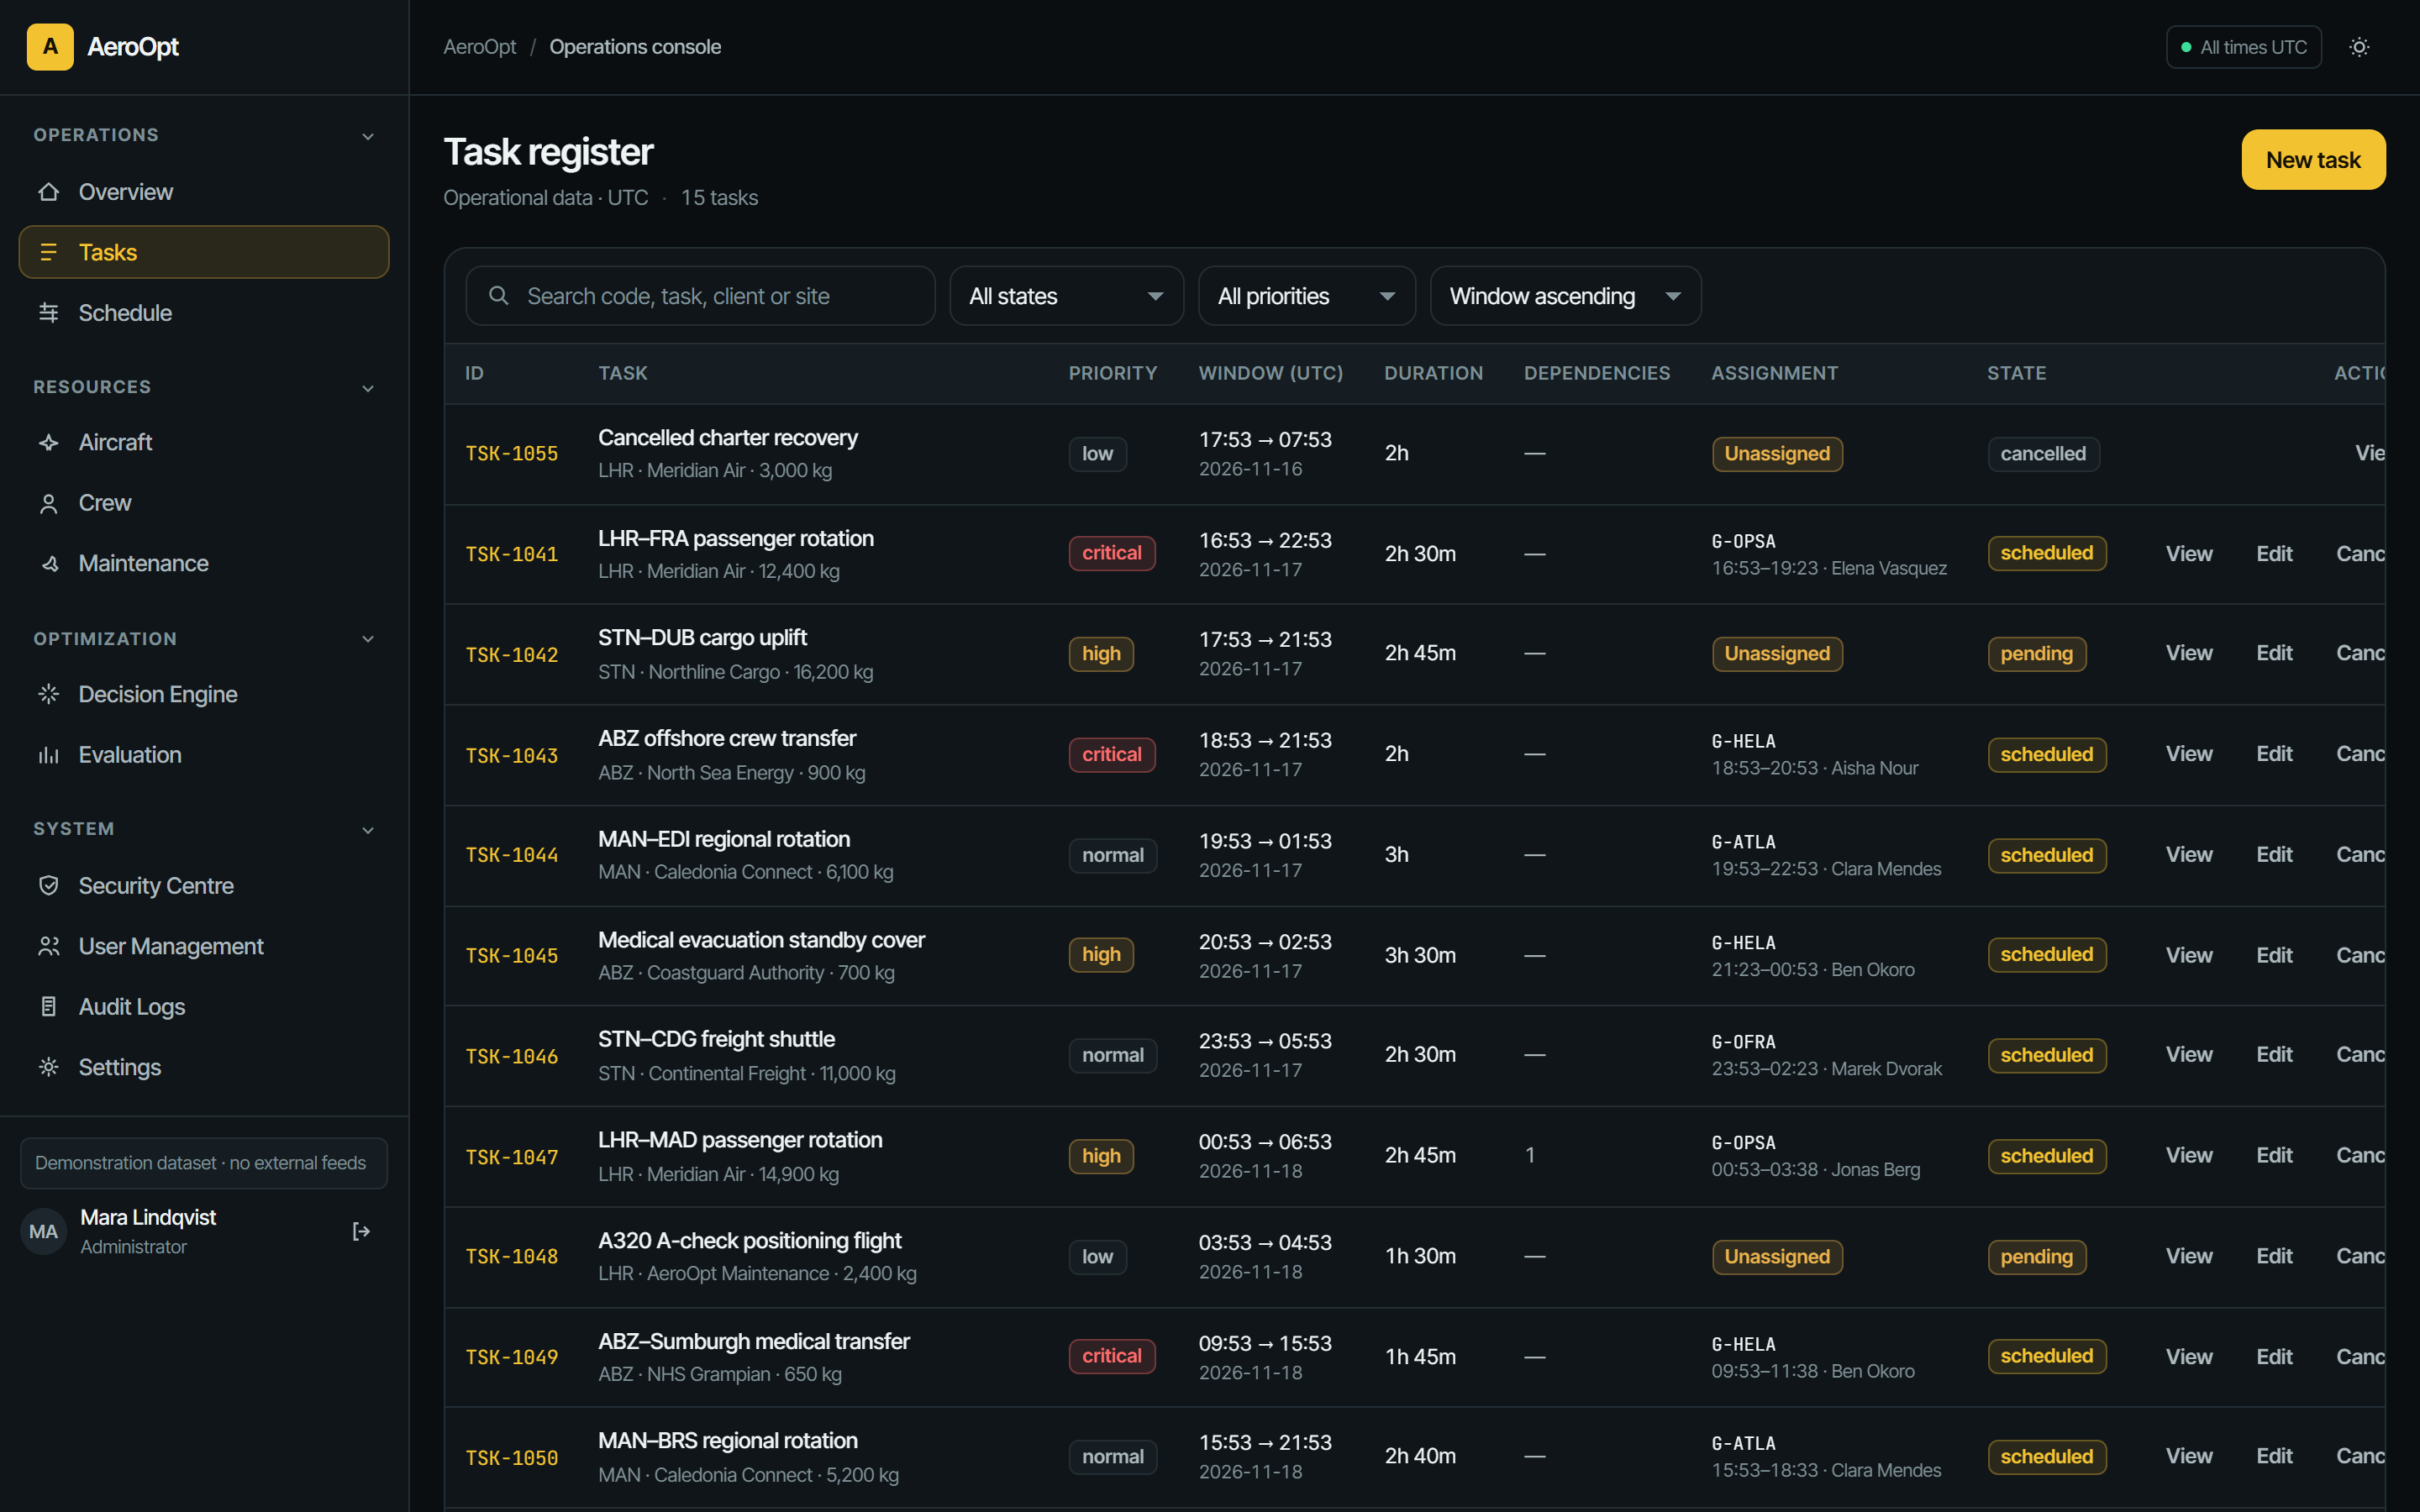 A AeroOpt
AeroOpt / Operations console
All times UTC
OPERATIONS
Overview
Tasks
Schedule
RESOURCES
Aircraft
Crew
Maintenance
OPTIMIZATION
Decision Engine
Evaluation
SYSTEM
Security Centre
User Management
Audit Logs
Settings
Demonstration dataset · no external feeds
MA
Mara Lindqvist
Administrator
Task register
Operational data · UTC · 15 tasks
New task
Search code, task, client or site
All states
All priorities
Window ascending
ID TASK PRIORITY WINDOW (UTC) DURATION DEPENDENCIES ASSIGNMENT STATE ACTIC
TSK-1055 Cancelled charter recovery low 17:53 → 07:53 2h — Unassigned cancelled Vie
LHR · Meridian Air · 3,000 kg 2026-11-16
TSK-1041 LHR–FRA passenger rotation critical 16:53 → 22:53 2h 30m — G-OPSA scheduled View Edit Canc
LHR · Meridian Air · 12,400 kg 2026-11-17 16:53–19:23 · Elena Vasquez
TSK-1042 STN–DUB cargo uplift high 17:53 → 21:53 2h 45m — Unassigned pending View Edit Canc
STN · Northline Cargo · 16,200 kg 2026-11-17
TSK-1043 ABZ offshore crew transfer critical 18:53 → 21:53 2h — G-HELA scheduled View Edit Canc
ABZ · North Sea Energy · 900 kg 2026-11-17 18:53–20:53 · Aisha Nour
TSK-1044 MAN–EDI regional rotation normal 19:53 → 01:53 3h — G-ATLA scheduled View Edit Canc
MAN · Caledonia Connect · 6,100 kg 2026-11-17 19:53–22:53 · Clara Mendes
TSK-1045 Medical evacuation standby cover high 20:53 → 02:53 3h 30m — G-HELA scheduled View Edit Canc
ABZ · Coastguard Authority · 700 kg 2026-11-17 21:23–00:53 · Ben Okoro
TSK-1046 STN–CDG freight shuttle normal 23:53 → 05:53 2h 30m — G-OFRA scheduled View Edit Canc
STN · Continental Freight · 11,000 kg 2026-11-17 23:53–02:23 · Marek Dvorak
TSK-1047 LHR–MAD passenger rotation high 00:53 → 06:53 2h 45m 1 G-OPSA scheduled View Edit Canc
LHR · Meridian Air · 14,900 kg 2026-11-18 00:53–03:38 · Jonas Berg
TSK-1048 A320 A-check positioning flight low 03:53 → 04:53 1h 30m — Unassigned pending View Edit Canc
LHR · AeroOpt Maintenance · 2,400 kg 2026-11-18
TSK-1049 ABZ–Sumburgh medical transfer critical 09:53 → 15:53 1h 45m — G-HELA scheduled View Edit Canc
ABZ · NHS Grampian · 650 kg 2026-11-18 09:53–11:38 · Ben Okoro
TSK-1050 MAN–BRS regional rotation normal 15:53 → 21:53 2h 40m — G-ATLA scheduled View Edit Canc
MAN · Caledonia Connect · 5,200 kg 2026-11-18 15:53–18:33 · Clara Mendes